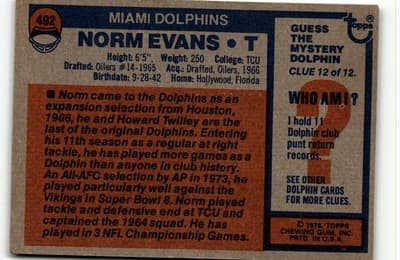 492
MIAMI DOLPHINS
NORM EVANS • T
Height: 6'5", Weight: 250 College: TCU
Drafted: Oilers #14-1965 Acq.: Drafted, Oilers, 1966
Birthdate: 9-28-42 Home: Hollywood, Florida
■ Norm came to the Dolphins as an
expansion selection from Houston,
1966, he and Howard Twilley are the
last of the original Dolphins. Entering
his 11th season as a regular at right
tackle, he has played more games as a
Dolphin than anyone in club history.
An All-AFC selection by AP in 1973, he
played particularly well against the
Vikings in Super Bowl 8. Norm played
tackle and defensive end at TCU and
captained the 1964 squad. He has
played in 3 NFL Championship Games.
Topps
GUESS
THE
MYSTERY
DOLPHIN
CLUE 12 of 12.
WHO AM I?
I hold 11
Dolphin club
punt return
records.
SEE OTHER
DOLPHIN CARDS
FOR MORE CLUES.
© 1976, TOPPS
CHEWING GUM, INC.
PRTD. IN U.S.A.